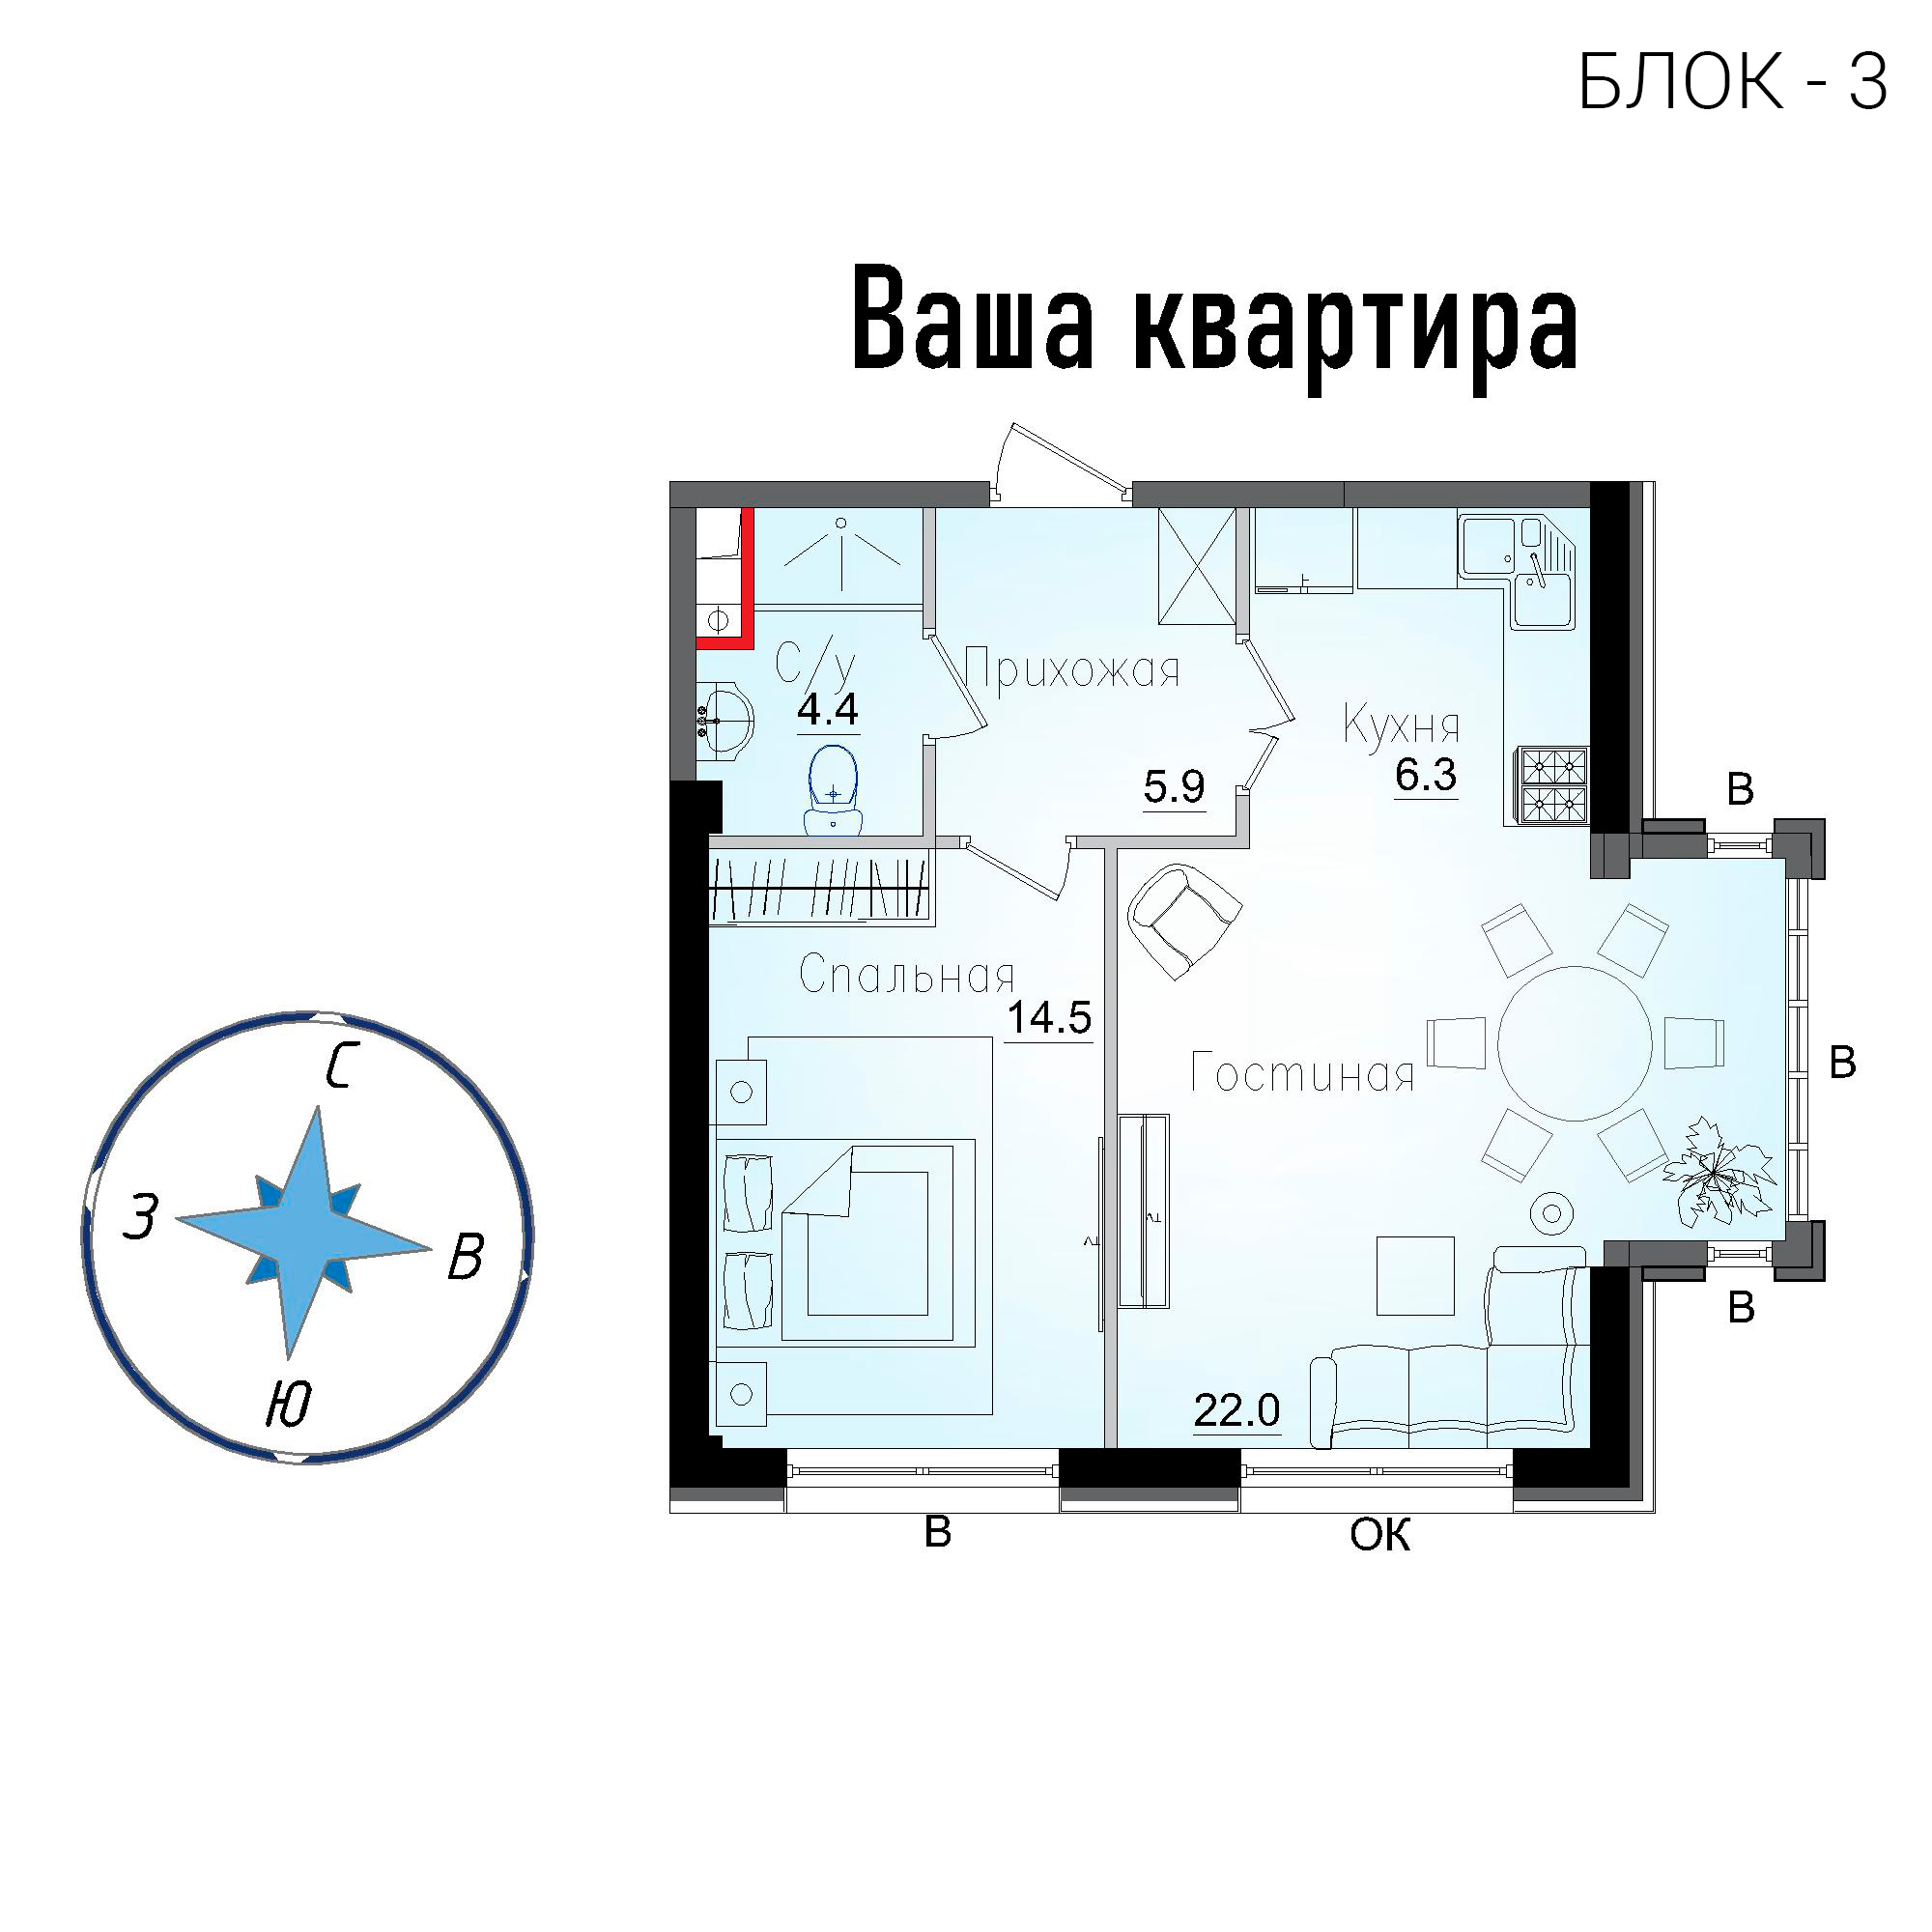 БЛОК - 3
Ваша квартира
С/у
4.4
Прихожая
5.9
Кухня
6.3
В
Спальная
14.5
Гостиная
В
22.0
В
В
ОК
С
З
В
Ю